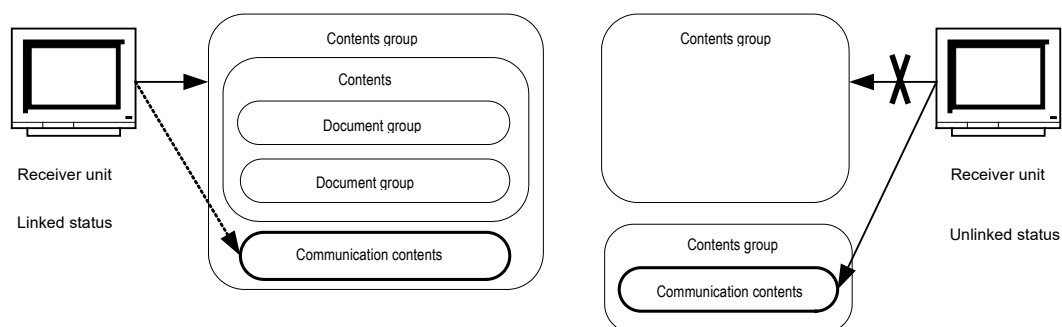 Contents group
Contents
Document group
Document group
Communication contents
Receiver unit
Linked status
Contents group
Contents group
Communication contents
Receiver unit
Unlinked status